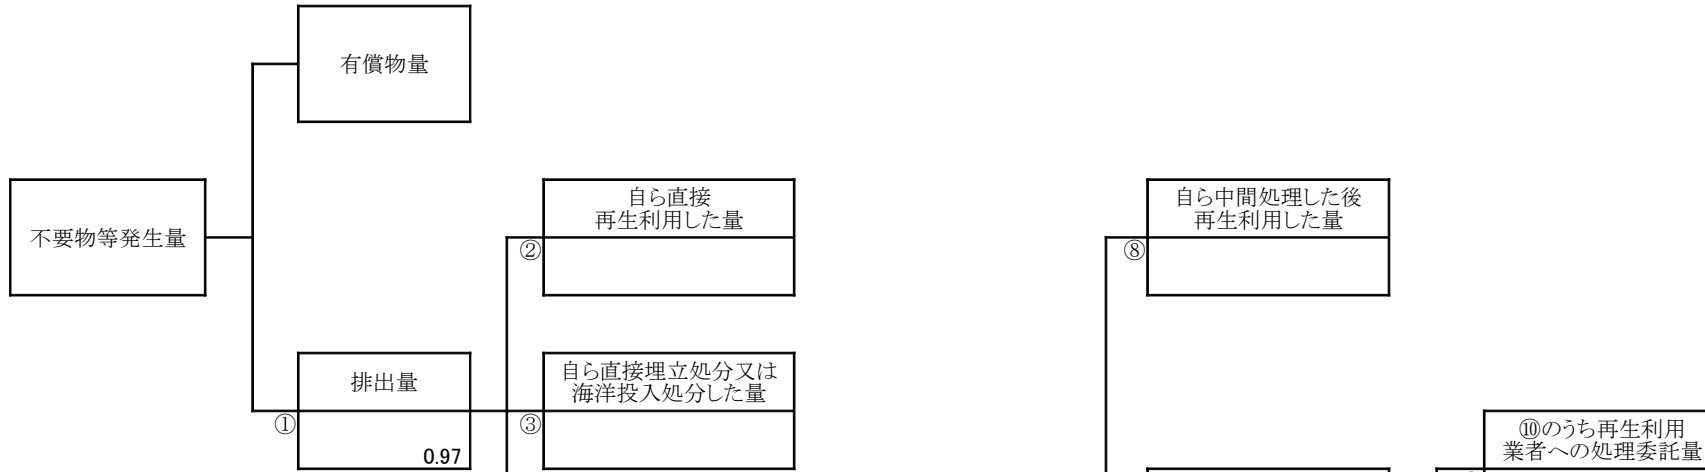 有償物量
不要物等発生量
自ら直接
再生利用した量
②
自ら中間処理した後
再生利用した量
⑧
排出量
①
0.97
自ら直接埋立処分又は
海洋投入処分した量
③
⑩のうち再生利用
業者への処理委託量